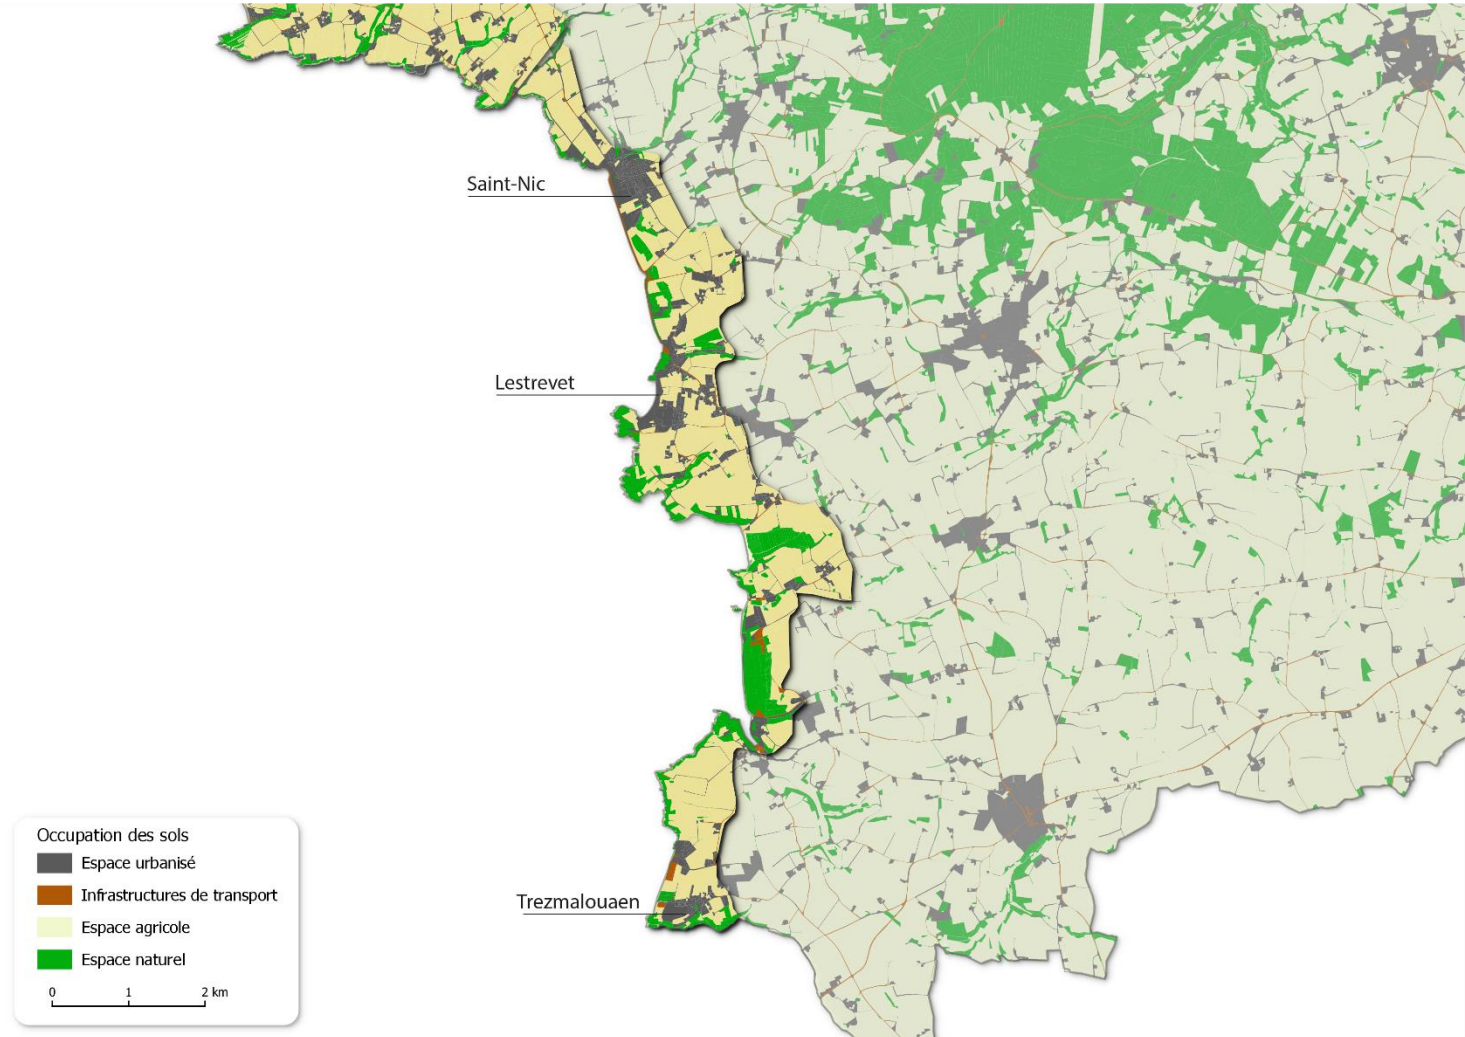 Saint-Nic
Lestrevet
Trezmalouaen
Occupation des sols
Espace urbanisé
Infrastructures de transport
Espace agricole
Espace naturel
0 1 2 km